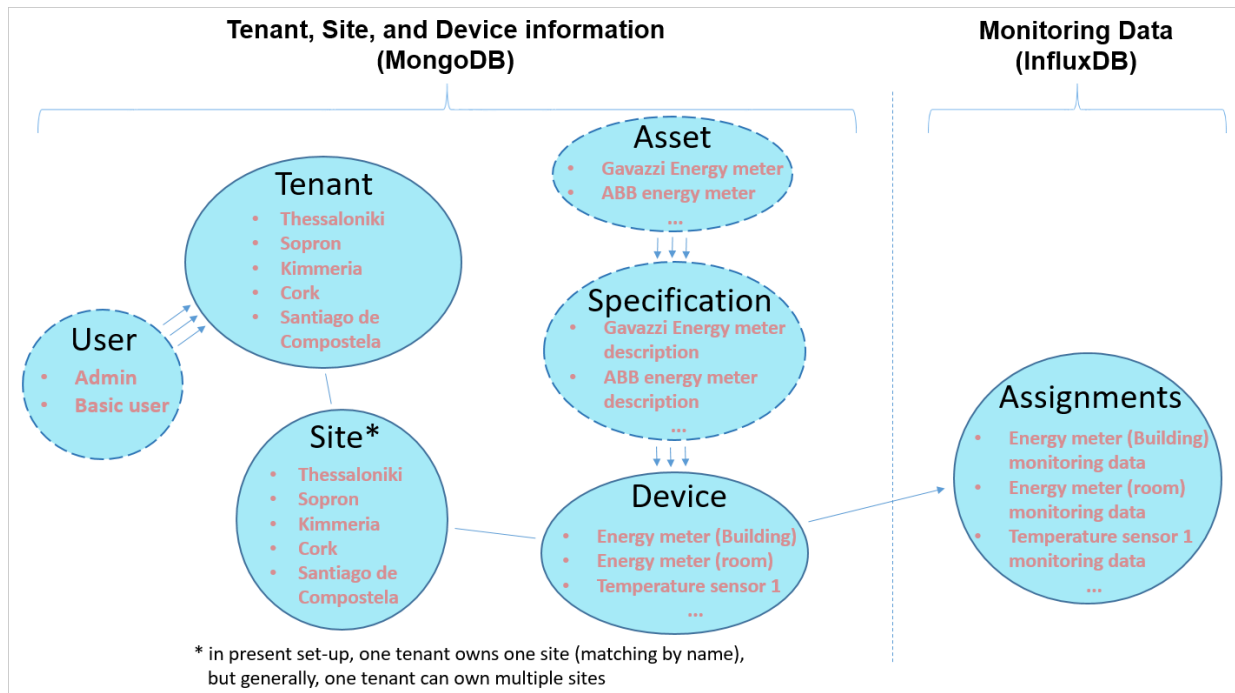 Tenant, Site, and Device information
(MongoDB)
Monitoring Data
(InfluxDB)
Asset
• Gavazzi Energy meter
• ABB energy meter
...
Tenant
• Thessaloniki
• Sopron
• Kimmeria
• Cork
• Santiago de
Compostela
Specification
• Gavazzi Energy meter
description
• ABB energy meter
description
...
User
• Admin
• Basic user
Site*
• Thessaloniki
• Sopron
• Kimmeria
• Cork
• Santiago de
Compostela
Device
• Energy meter (Building)
• Energy meter (room)
• Temperature sensor 1
...
Assignments
• Energy meter (Building)
monitoring data
• Energy meter (room)
monitoring data
• Temperature sensor 1
monitoring data
...
* in present set-up, one tenant owns one site (matching by name),
but generally, one tenant can own multiple sites